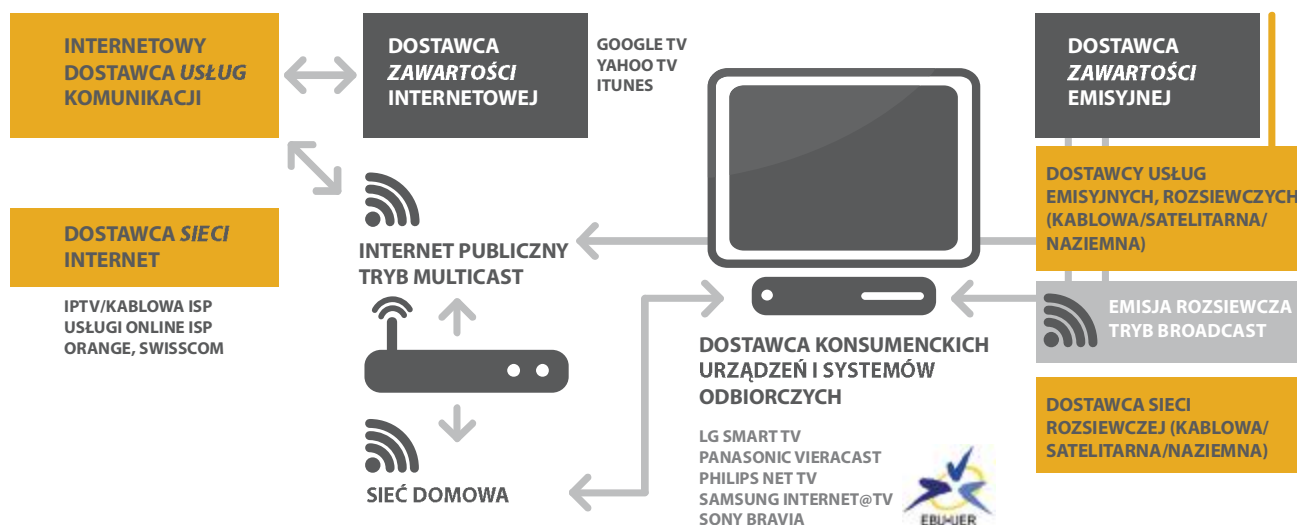 INTERNETOWY
DOSTAWCA USŁUG
KOMUNIKACJI
DOSTAWCA
ZAWARTOŚCI
INTERNETOWEJ
GOOGLE TV
YAHOO TV
ITUNES
DOSTAWCA
ZAWARTOŚCI
EMISYJNEJ
DOSTAWCY USŁUG
EMISYJNYCH, ROZSIEWCZYCH
(KABLOWA/SATELITARNA/
NAZIEMNA)
DOSTAWCA SIECI
INTERNET
IPTV/KABLOWA ISP
USŁUGI ONLINE ISP
ORANGE, SWISSCOM
INTERNET PUBLICZNY
TRYB MULTICAST
EMISJA ROZSIEWCZA
TRYB BROADCAST
DOSTAWCA KONSUMENCKICH
URZĄDZEŃ I SYSTEMÓW
ODBIORCZYCH
DOSTAWCA SIECI
ROZSIEWCZEJ (KABLOWA/
SATELITARNA/NAZIEMNA)
SIEĆ DOMOWA
LG SMART TV
PANASONIC VIERACAST
PHILIPS NET TV
SAMSUNG INTERNET@TV
SONY BRAVIA
EBU•UER